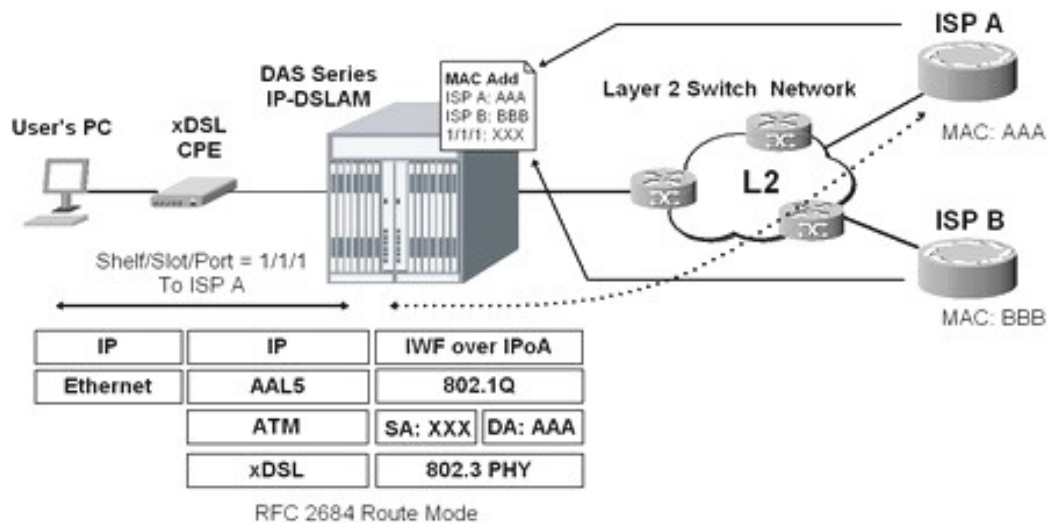 ISP A
DAS Series
IP-DSLAM
MAC Add
ISP A: AAA
ISP B: BBB
1/1/1: XXX
Layer 2 Switch Network
User's PC
xDSL
CPE
MAC: AAA
L2
ISP B
Shelf/Slot/Port = 1/1/1
To ISP A
MAC: BBB
IP IP IWF over IPoA
Ethernet AAL5 802.1Q
ATM SA: XXX DA: AAA
xDSL 802.3 PHY
RFC 2684 Route Mode